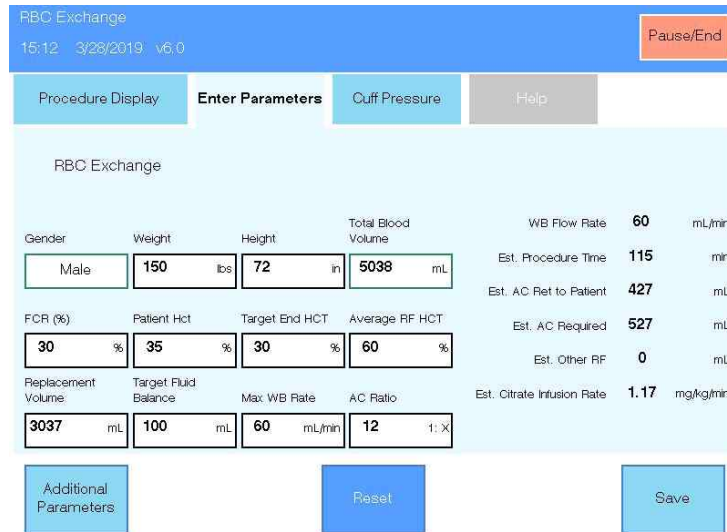 RBC Exchange
15:12 3/28/2019 v6.0
Pause/End
Procedure Display Enter Parameters Cuff Pressure Help
RBC Exchange
Gender Weight Height Total Blood Volume
Male 150 lbs 72 in 5038 mL
FCR (%) Patient Hct Target End HCT Average RF HCT
30 % 35 % 30 % 60 %
Replacement Volume: Target Fluid Balance Max WB Rate AC Ratio
3037 mL 100 mL 60 mL/min 12 1: X
WB Flow Rate 60 mL/min
Est. Procedure Time 115 min
Est. AC Ret to Patient 427 mL
Est. AC Required 527 mL
Est. Other RF 0 mL
Est. Citrate Infusion Rate 1.17 mg/kg/min
Additional Parameters
Reset
Save